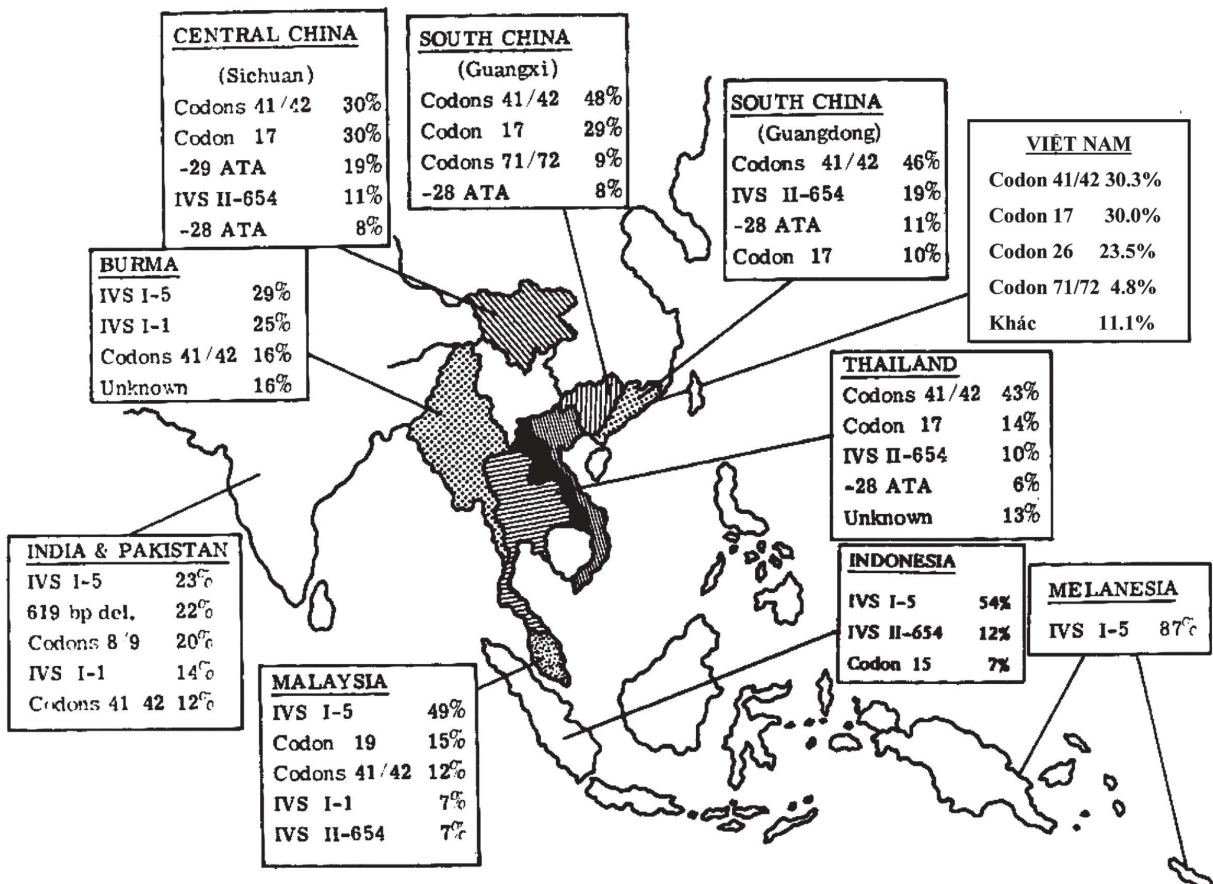 CENTRAL CHINA
(Sichuan)
Codons 41/42 30%
Codon 17 30%
-29 ATA 19%
IVS II-654 11%
-28 ATA 8%
SOUTH CHINA
(Guangxi)
Codons 41/42 48%
Codon 17 29%
Codons 71/72 9%
-28 ATA 8%
SOUTH CHINA
(Guangdong)
Codons 41/42 46%
IVS II-654 19%
-28 ATA 11%
Codon 17 10%
VIỆT NAM
Codon 41/42 30.3%
Codon 17 30.0%
Codon 26 23.5%
Codon 71/72 4.8%
Khác 11.1%
BURMA
IVS I-5 29%
IVS I-1 25%
Codons 41/42 16%
Unknown 16%
THAILAND
Codons 41/42 43%
Codon 17 14%
IVS II-654 10%
-28 ATA 6%
Unknown 13%
INDIA & PAKISTAN
IVS I-5 23%
619 bp del. 22%
Codons 8 9 20%
IVS I-1 14%
Codons 41 42 12%
INDONESIA
IVS I-5 54%
IVS II-654 12%
Codon 15 7%
MELANESIA
IVS I-5 87%
MALAYSIA
IVS I-5 49%
Codon 19 15%
Codons 41/42 12%
IVS I-1 7%
IVS II-654 7%